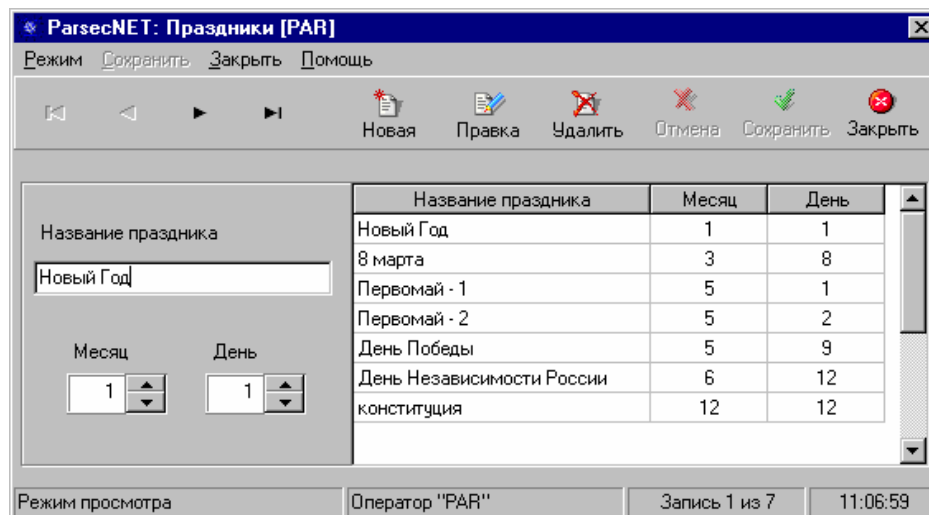 ParsecNET: Праздники [PAR]
Режим Сохранить Закрыть Помощь
Новая Правка Удалить Отмена Сохранить Закрыть
Название праздника
Новый Год
Месяц День
1 1
Название праздника Месяц День
Новый Год 1 1
8 марта 3 8
Первомай - 1 5 1
Первомай - 2 5 2
День Победы 5 9
День Независимости России 6 12
конституция 12 12
Режим просмотра Оператор "PAR" Запись 1 из 7 11:06:59